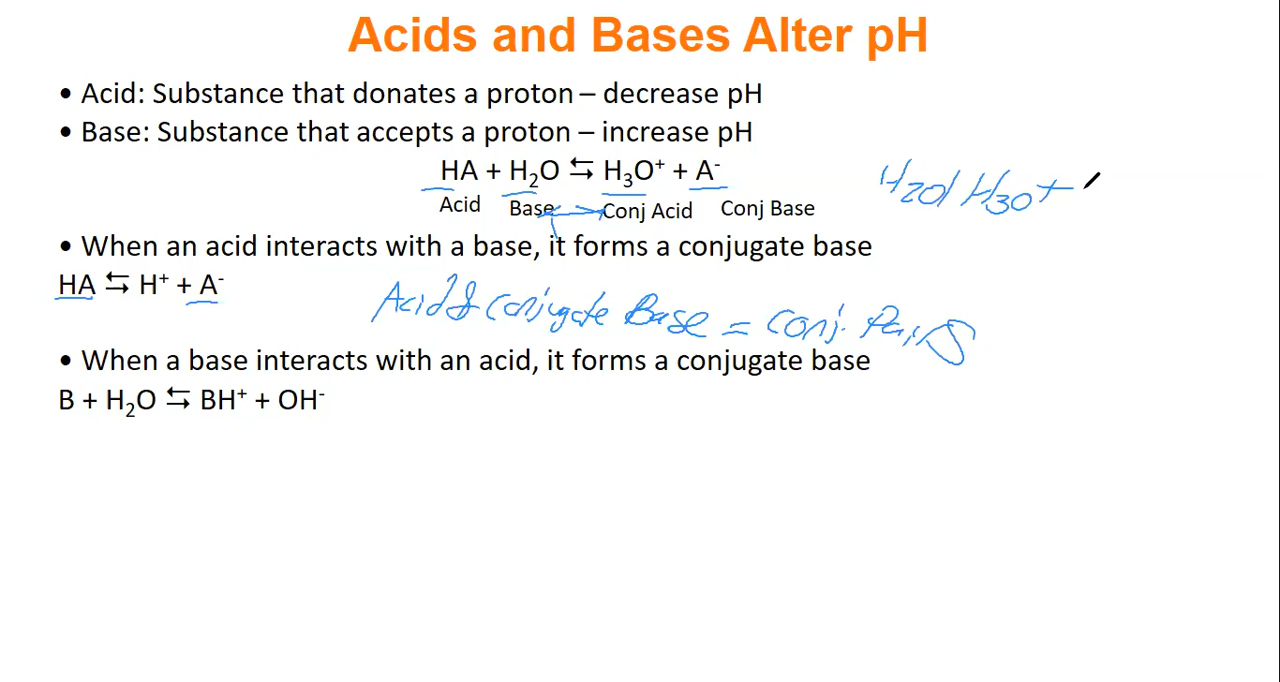 Acids and Bases Alter pH
• Acid: Substance that donates a proton – decrease pH
• Base: Substance that accepts a proton – increase pH
HA + H₂O ⇆ H₃O⁺ + A⁻
H2O/H3O+
Acid Base Conj Acid Conj Base
• When an acid interacts with a base, it forms a conjugate base
HA ⇆ H⁺ + A⁻
Acid & Conjugate Base = Conj. Pairs
• When a base interacts with an acid, it forms a conjugate base
B + H₂O ⇆ BH⁺ + OH⁻